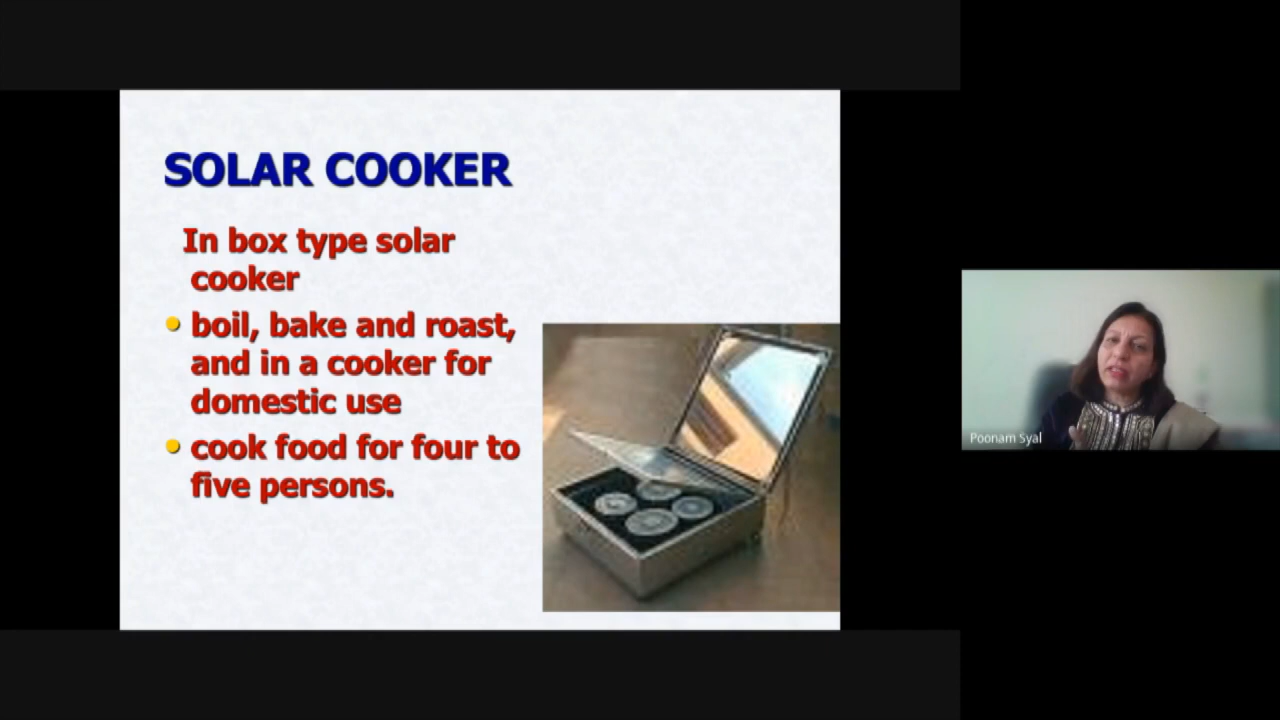 SOLAR COOKER
In box type solar
cooker
boil, bake and roast,
and in a cooker for
domestic use
cook food for four to
five persons.
Poonam Syal